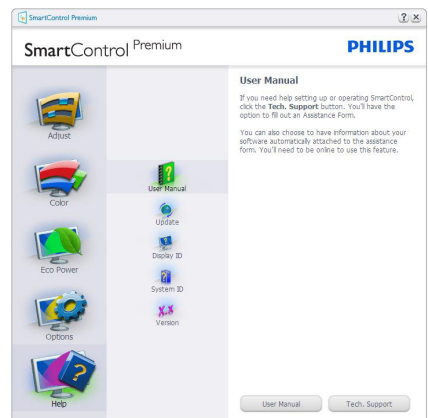 SmartControl Premium
SmartControl Premium
PHILIPS
Adjust
Color
Eco Power
Options
Help
User Manual
Update
Display ID
System ID
X.X
Version
User Manual
If you need help setting up or operating SmartControl,
click the Tech. Support button. You'll have the
option to fill out an Assistance Form.
You can also choose to have information about your
software automatically attached to the assistance
form. You'll need to be online to use this feature.
User Manual
Tech. Support